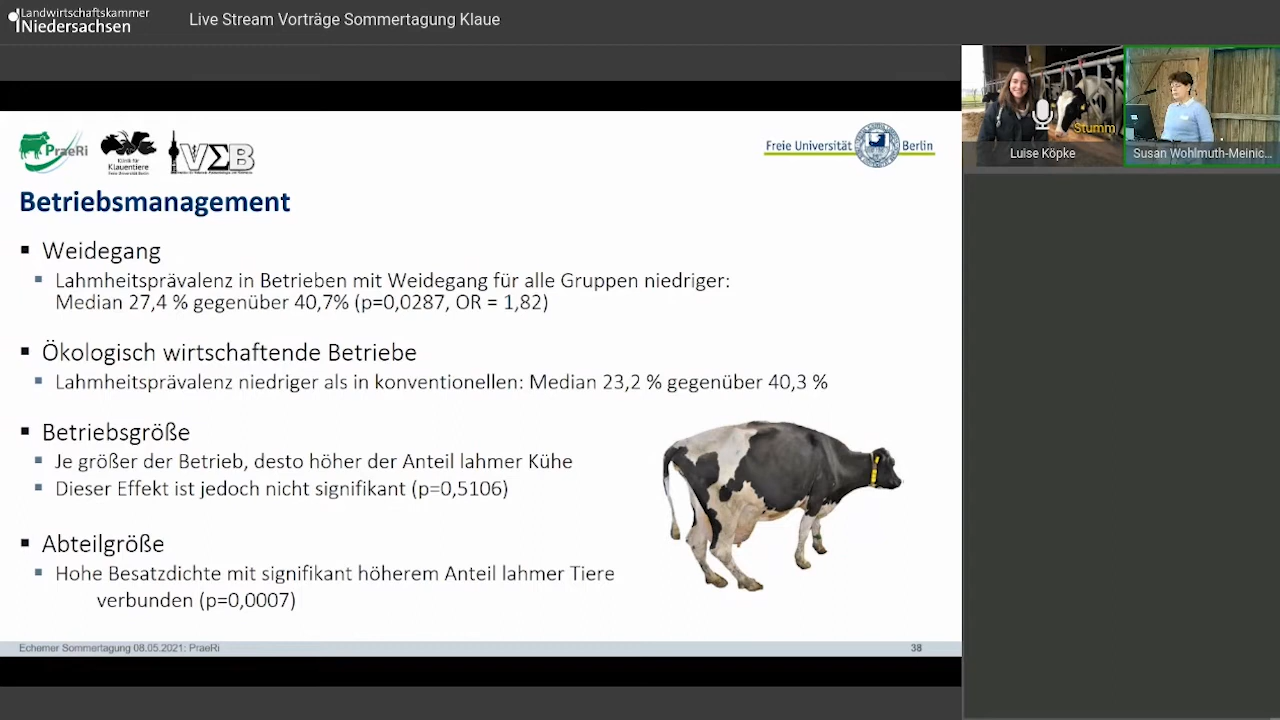 Landwirtschaftskammer
Niedersachsen
Live Stream Vorträge Sommertagung Klaue
PraeRi
Klinik für
Klauentiere
Freie Universität Berlin
VΣB
Freie Universität Berlin
Stumm
Luise Köpke
Susan Wohlmuth-Meinic...
Betriebsmanagement
Weidegang
Lahmheitsprävalenz in Betrieben mit Weidegang für alle Gruppen niedriger:
Median 27,4 % gegenüber 40,7% (p=0,0287, OR = 1,82)
Ökologisch wirtschaftende Betriebe
Lahmheitsprävalenz niedriger als in konventionellen: Median 23,2 % gegenüber 40,3 %
Betriebsgröße
Je größer der Betrieb, desto höher der Anteil lahmer Kühe
Dieser Effekt ist jedoch nicht signifikant (p=0,5106)
Abteilgröße
Hohe Besatzdichte mit signifikant höherem Anteil lahmer Tiere
verbunden (p=0,0007)
Echemer Sommertagung 08.05.2021: PraeRi
38